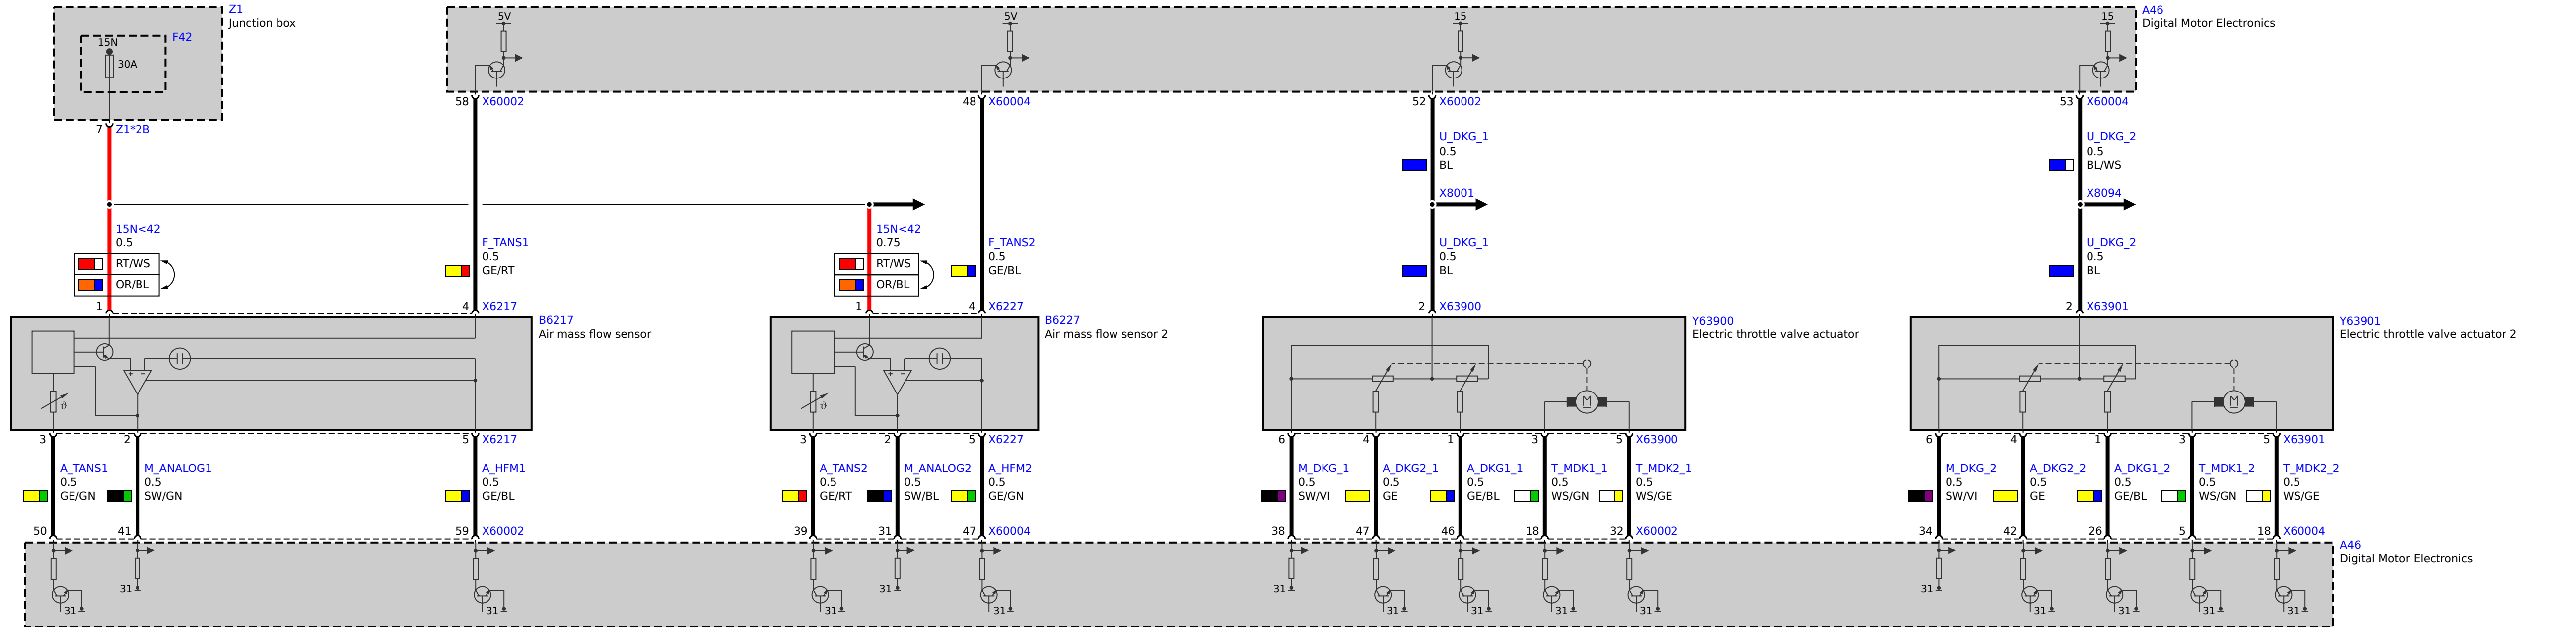 Z1
Junction box
F42
15N
30A
7 Z1*2B
A46
Digital Motor Electronics
5V
5V
15
15
58 X60002
48 X60004
52 X60002
53 X60004
U_DKG_1
0.5
BL
U_DKG_2
0.5
BL/WS
X8001
X8094
15N<42
0.5
RT/WS
OR/BL
F_TANS1
0.5
GE/RT
15N<42
0.75
RT/WS
OR/BL
F_TANS2
0.5
GE/BL
U_DKG_1
0.5
BL
U_DKG_2
0.5
BL
1
4 X6217
1
4 X6227
2 X63900
2 X63901
B6217
Air mass flow sensor
ϑ
B6227
Air mass flow sensor 2
ϑ
Y63900
Electric throttle valve actuator
M
Y63901
Electric throttle valve actuator 2
M
3 2 5 X6217
3 2 5 X6227
6 4 1 3 5 X63900
6 4 1 3 5 X63901
A_TANS1
0.5
GE/GN
M_ANALOG1
0.5
SW/GN
A_HFM1
0.5
GE/BL
A_TANS2
0.5
GE/RT
M_ANALOG2
0.5
SW/BL
A_HFM2
0.5
GE/GN
M_DKG_1
0.5
SW/VI
A_DKG2_1
0.5
GE
A_DKG1_1
0.5
GE/BL
T_MDK1_1
0.5
WS/GN
T_MDK2_1
0.5
WS/GE
M_DKG_2
0.5
SW/VI
A_DKG2_2
0.5
GE
A_DKG1_2
0.5
GE/BL
T_MDK1_2
0.5
WS/GN
T_MDK2_2
0.5
WS/GE
50 41 59 X60002
39 31 47 X60004
38 47 46 18 32 X60002
34 42 26 5 18 X60004
A46
Digital Motor Electronics
31 31 31 31 31 31 31 31 31 31 31 31 31 31 31 31